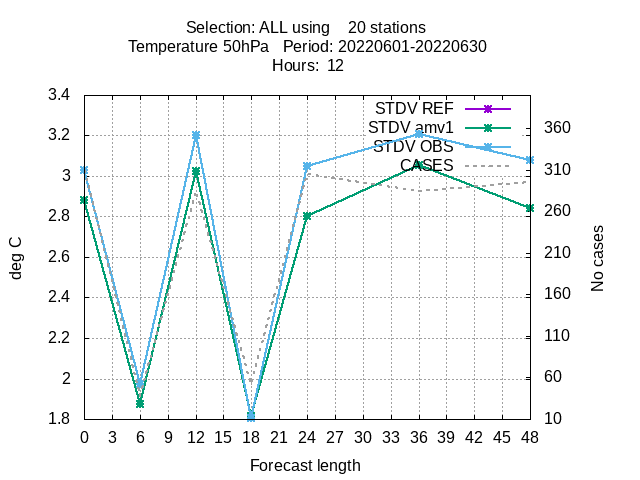 Selection: ALL using 20 stations
Temperature 50hPa Period: 20220601-20220630
Hours: 12
STDV REF
STDV amv1
STDV OBS
CASES
3.4
3.2
3
2.8
2.6
2.4
2.2
2
1.8
deg C
360
310
260
210
160
110
60
10
No cases
0 3 6 9 12 15 18 21 24 27 30 33 36 39 42 45 48
Forecast length